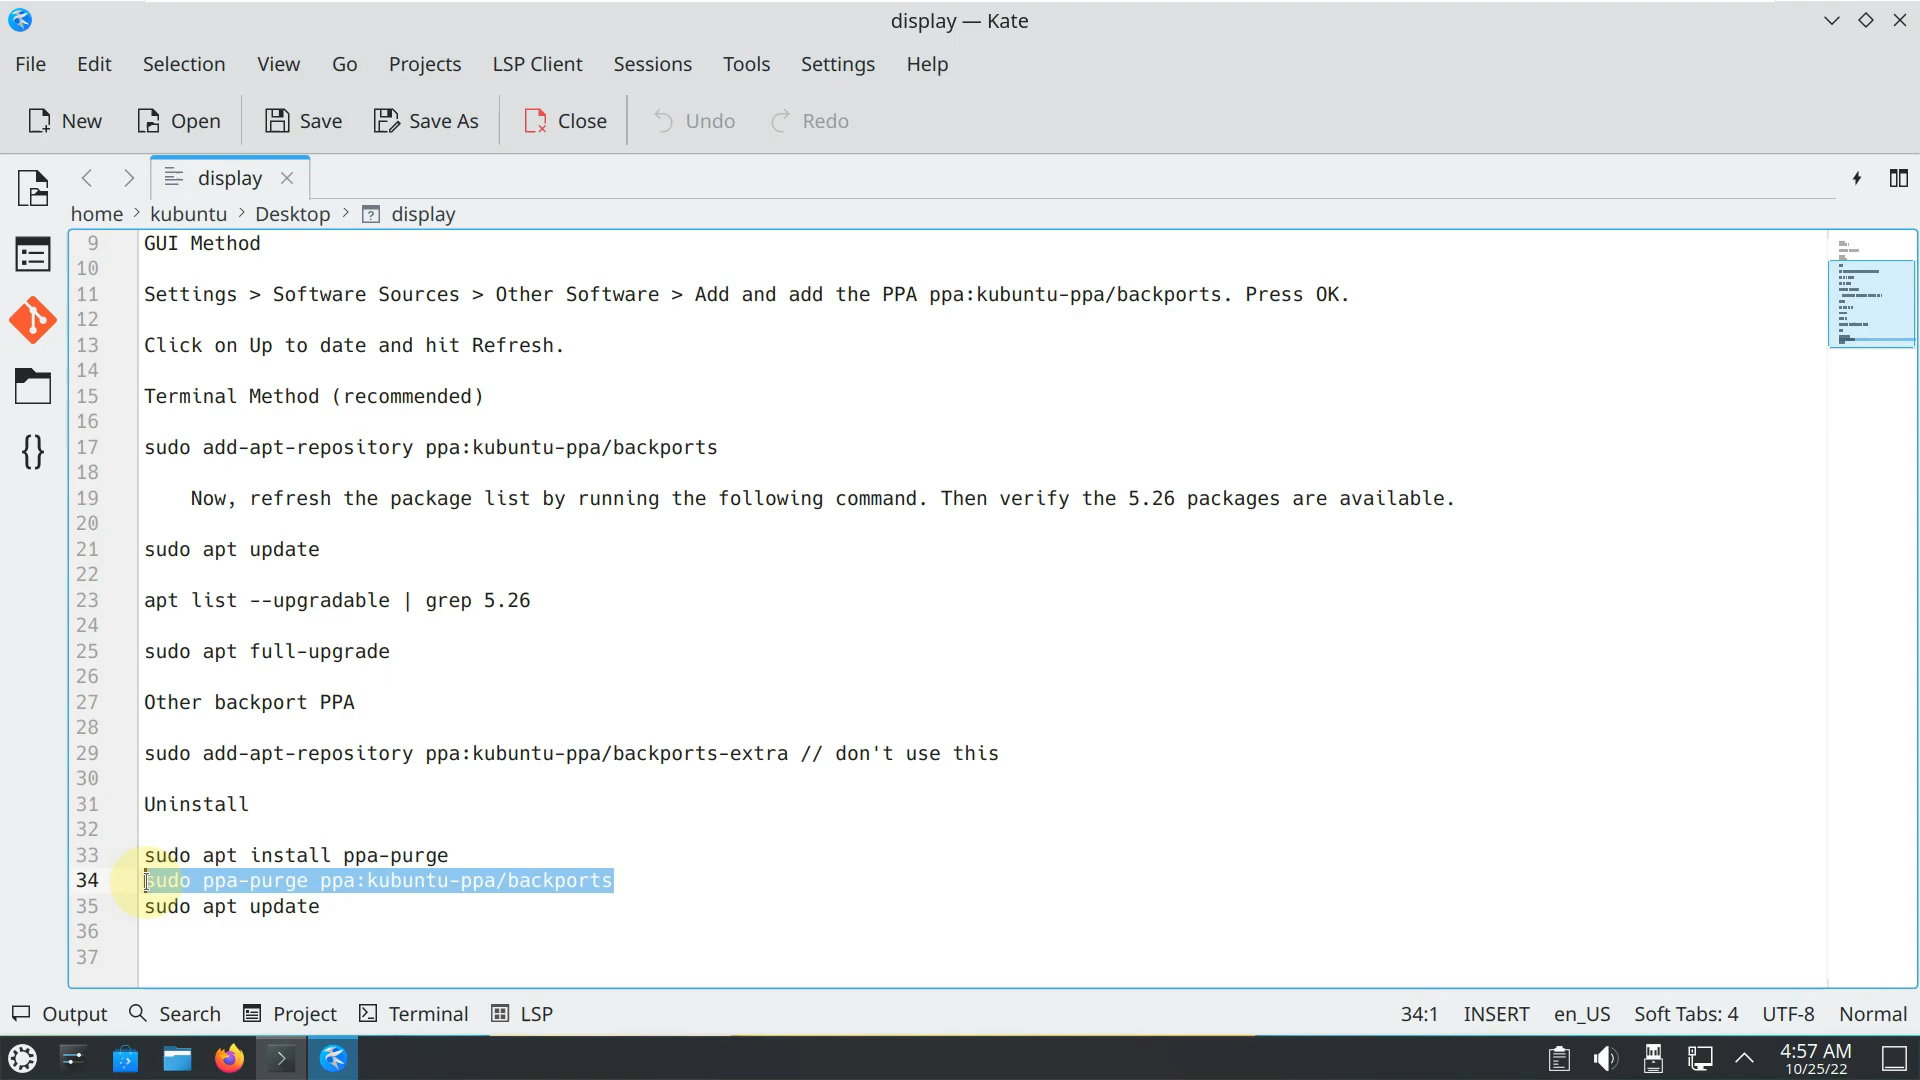 display — Kate
File Edit Selection View Go Projects LSP Client Sessions Tools Settings Help
New Open Save Save As Close Undo Redo
display
home > kubuntu > Desktop > display
9 GUI Method
10
11 Settings > Software Sources > Other Software > Add and add the PPA ppa:kubuntu-ppa/backports. Press OK.
12
13 Click on Up to date and hit Refresh.
14
15 Terminal Method (recommended)
16
17 sudo add-apt-repository ppa:kubuntu-ppa/backports
18
19 Now, refresh the package list by running the following command. Then verify the 5.26 packages are available.
20
21 sudo apt update
22
23 apt list --upgradable | grep 5.26
24
25 sudo apt full-upgrade
26
27 Other backport PPA
28
29 sudo add-apt-repository ppa:kubuntu-ppa/backports-extra // don't use this
30
31 Uninstall
32
33 sudo apt install ppa-purge
34 sudo ppa-purge ppa:kubuntu-ppa/backports
35 sudo apt update
36
37
Output Search Project Terminal LSP 34:1 INSERT en_US Soft Tabs: 4 UTF-8 Normal
4:57 AM
10/25/22